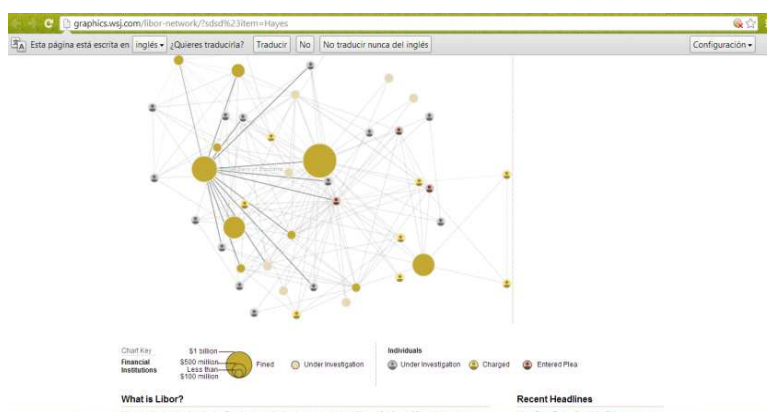 graphics.wsj.com/libor-network/?sdsd%23item=Hayes
Esta página está escrita en inglés ¿Quieres traducirla? Traducir No No traducir nunca del inglés Configuración
Chart Key
Financial Institutions
$1 billion
$500 million
Less than $100 million
Fined
Under Investigation
Individuals
Under Investigation
Charged
Entered Plea
What is Libor?
Recent Headlines